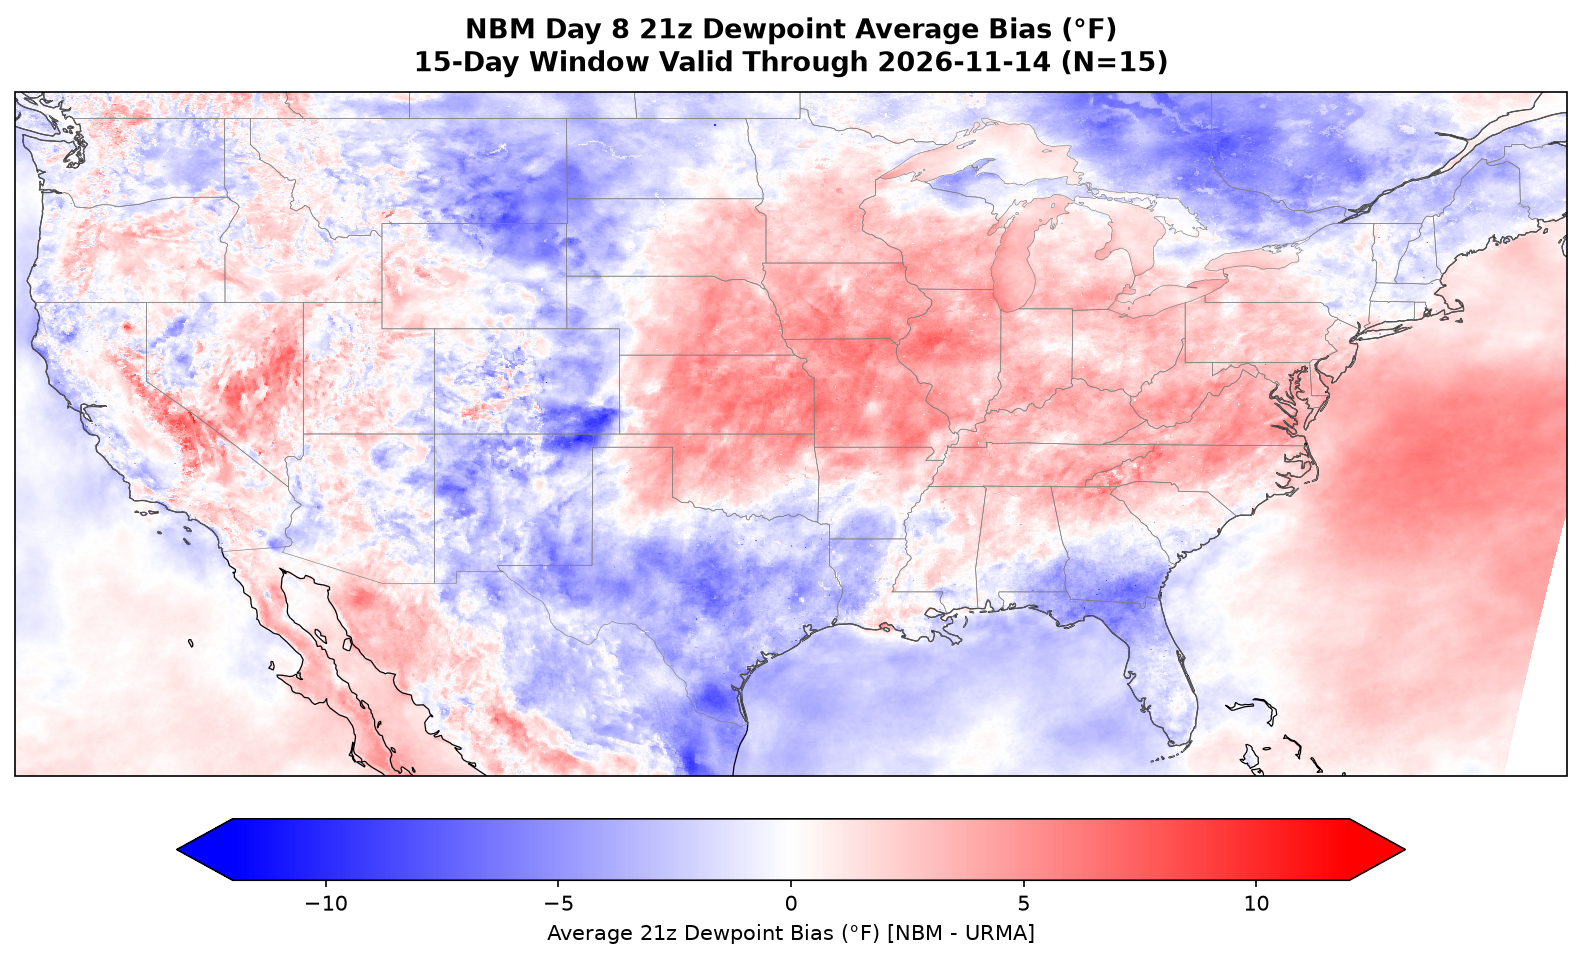 NBM Day 8 21z Dewpoint Average Bias (°F)
15-Day Window Valid Through 2026-11-14 (N=15)
−10 −5 0 5 10
Average 21z Dewpoint Bias (°F) [NBM - URMA]